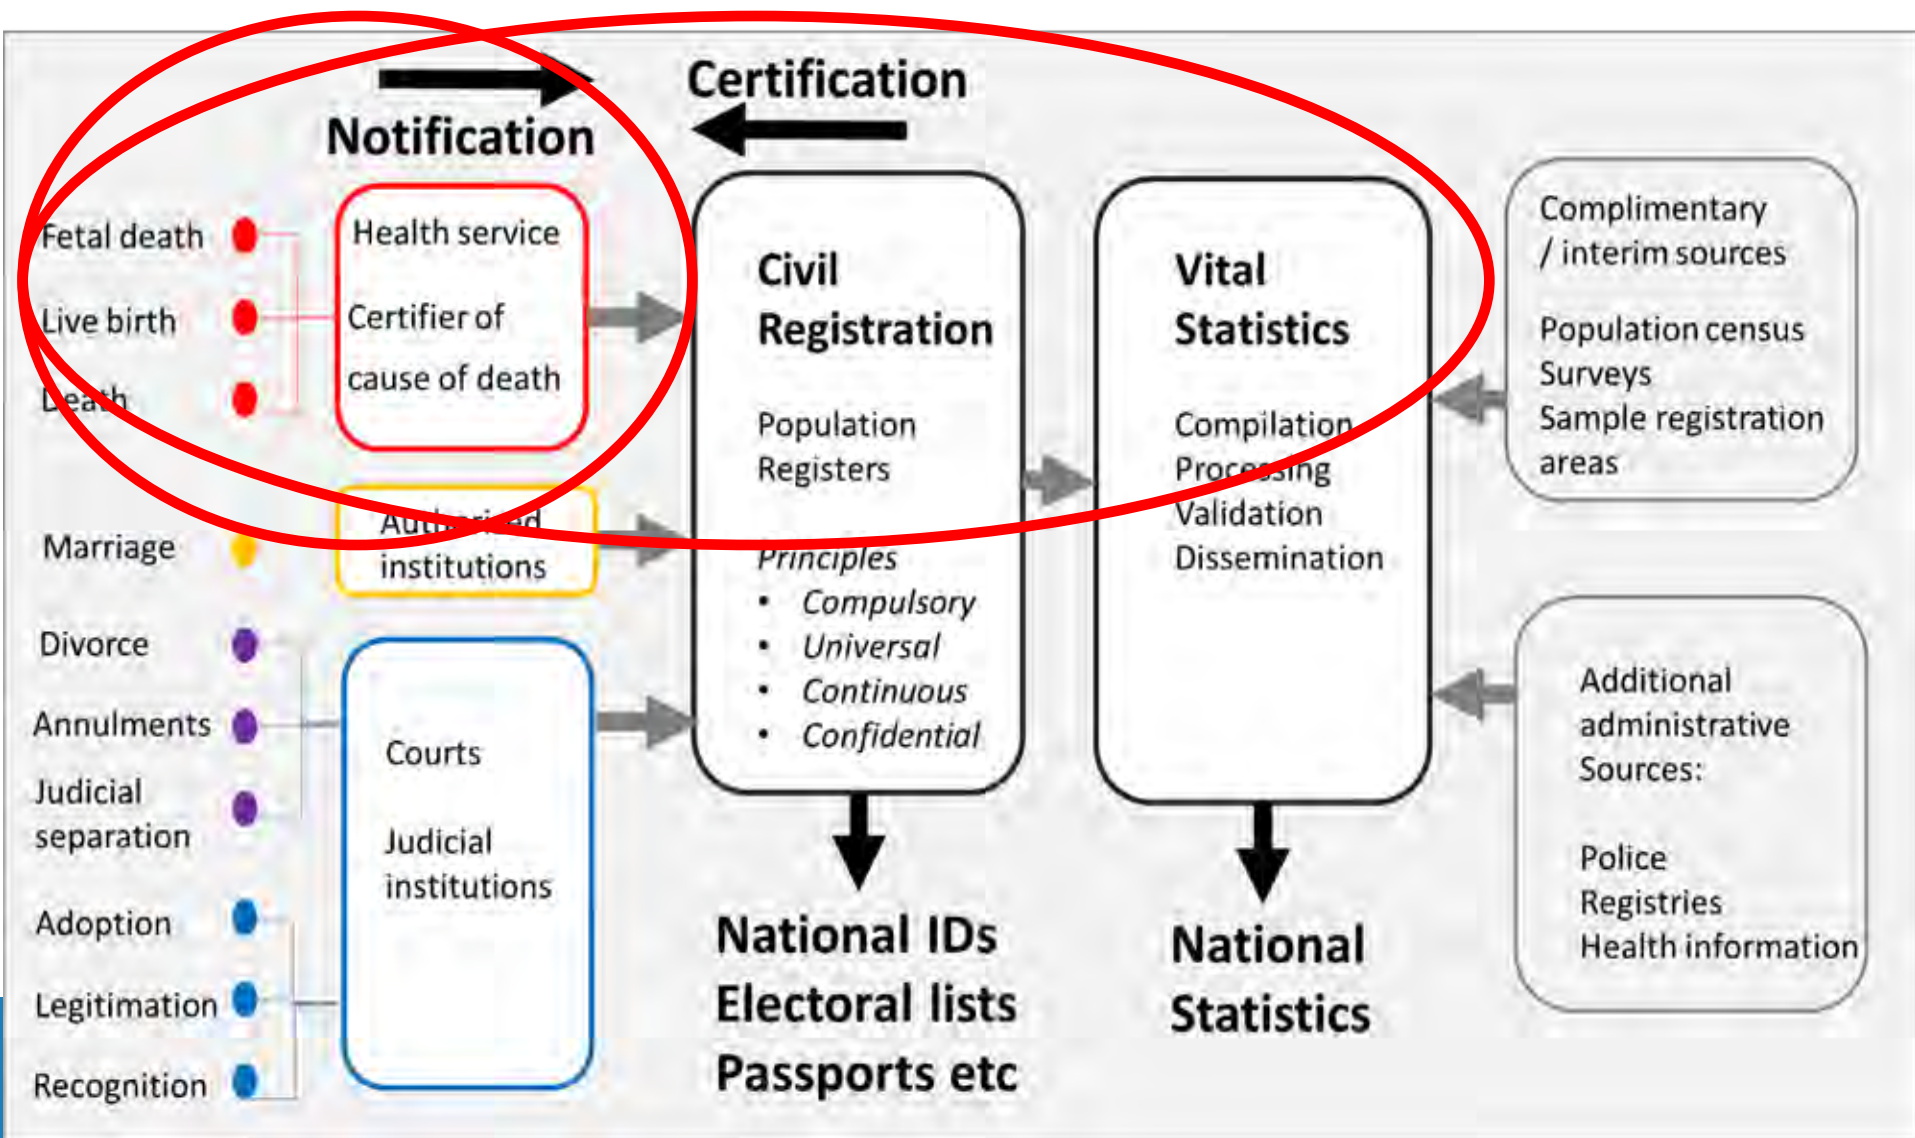 Certification
Notification
Fetal death
Live birth
Death
Health service
Certifier of
cause of death
Marriage
Authorized
institutions
Divorce
Annulments
Judicial
separation
Adoption
Legitimation
Recognition
Courts
Judicial
institutions
Civil
Registration
Population
Registers
Principles
• Compulsory
• Universal
• Continuous
• Confidential
National IDs
Electoral lists
Passports etc
Vital
Statistics
Compilation
Processing
Validation
Dissemination
National
Statistics
Complimentary
/ interim sources
Population census
Surveys
Sample registration
areas
Additional
administrative
Sources:
Police
Registries
Health information